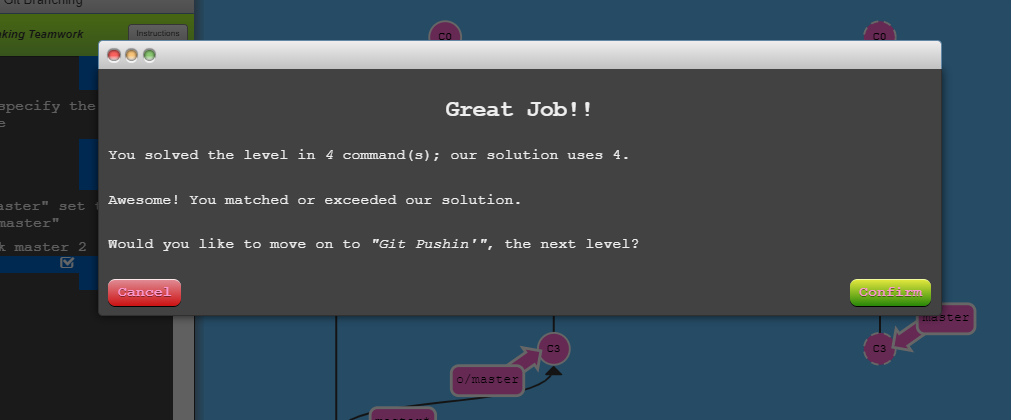 Git Branching
king Teamwork
Instructions
C0
C0
specify the
e
aster" set t
master"
k master 2
Great Job!!
You solved the level in 4 command(s); our solution uses 4.
Awesome! You matched or exceeded our solution.
Would you like to move on to "Git Pushin'", the next level?
Cancel
Confirm
master
C3
C3
o/master